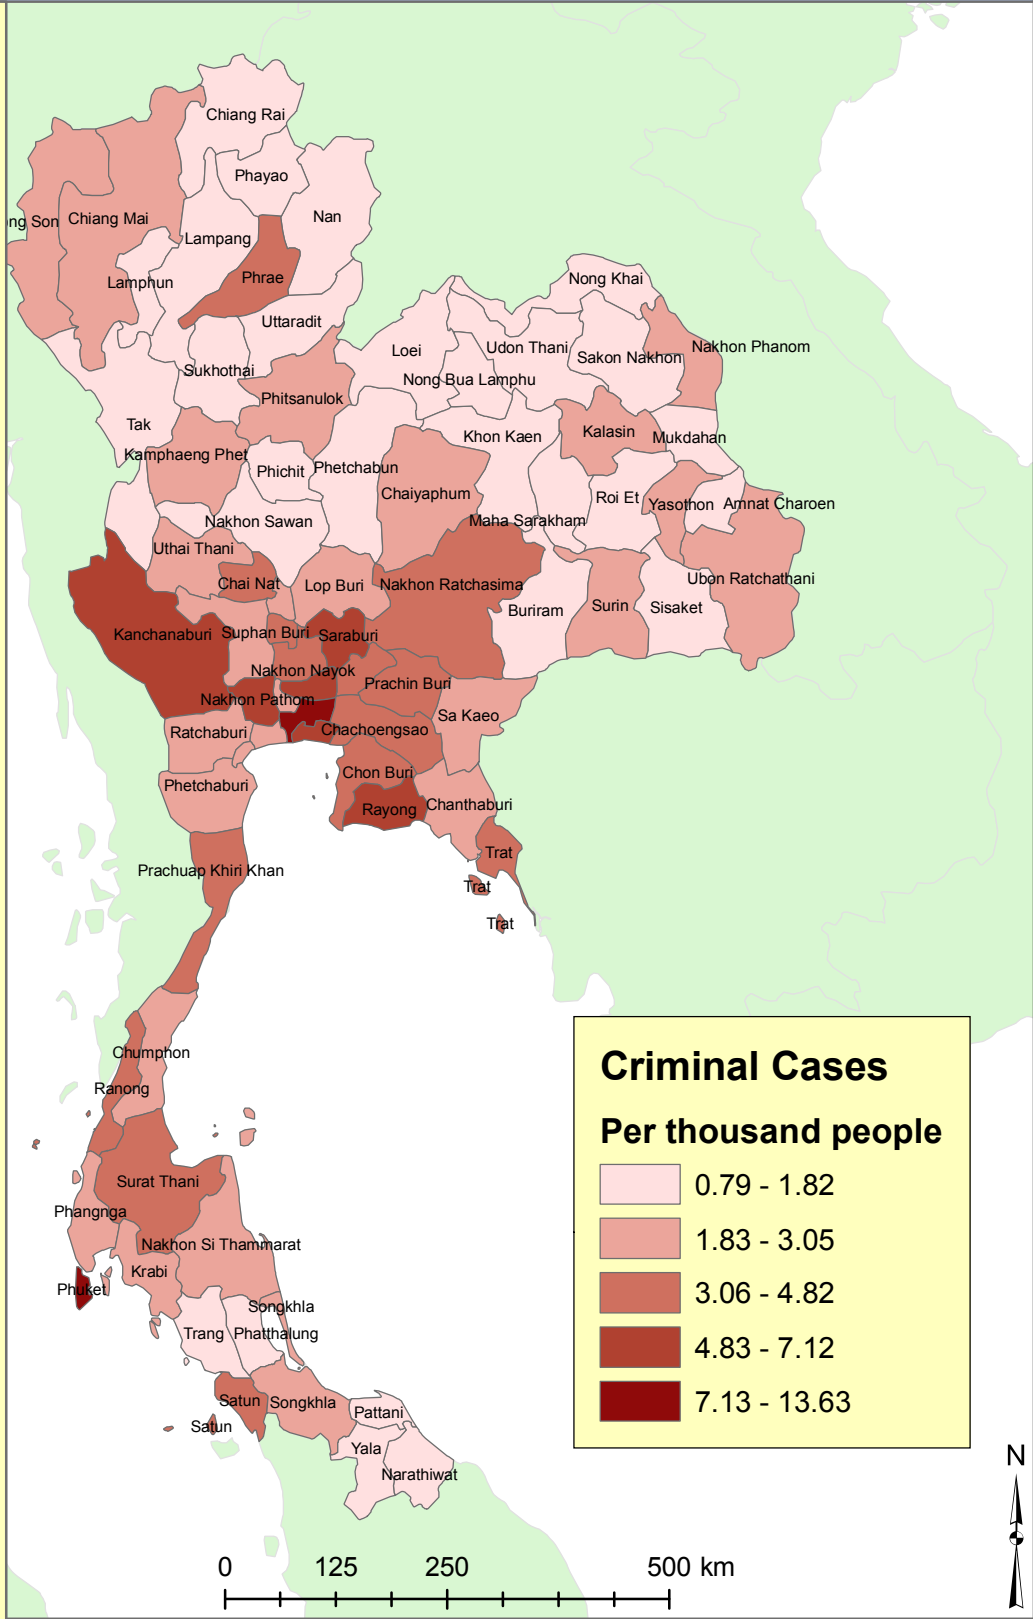 Chiang Rai
Phayao
Nan
ng Son
Chiang Mai
Lampang
Lamphun
Phrae
Nong Khai
Uttaradit
Loei
Udon Thani
Sakon Nakhon
Nakhon Phanom
Sukhothai
Nong Bua Lamphu
Phitsanulok
Tak
Khon Kaen
Kalasin
Mukdahan
Kamphaeng Phet
Phichit
Phetchabun
Chaiyaphum
Roi Et
Yasothon
Amnat Charoen
Nakhon Sawan
Maha Sarakham
Uthai Thani
Chai Nat
Lop Buri
Nakhon Ratchasima
Ubon Ratchathani
Buriram
Surin
Sisaket
Kanchanaburi
Suphan Buri
Saraburi
Nakhon Nayok
Prachin Buri
Nakhon Pathom
Sa Kaeo
Ratchaburi
Chachoengsao
Chon Buri
Phetchaburi
Rayong
Chanthaburi
Trat
Prachuap Khiri Khan
Trat
Trat
Chumphon
Ranong
Surat Thani
Phangnga
Nakhon Si Thammarat
Krabi
Phuket
Songkhla
Trang
Phatthalung
Satun
Songkhla
Pattani
Satun
Yala
Narathiwat
Criminal Cases
Per thousand people
0.79 - 1.82
1.83 - 3.05
3.06 - 4.82
4.83 - 7.12
7.13 - 13.63
N
0 125 250 500 km